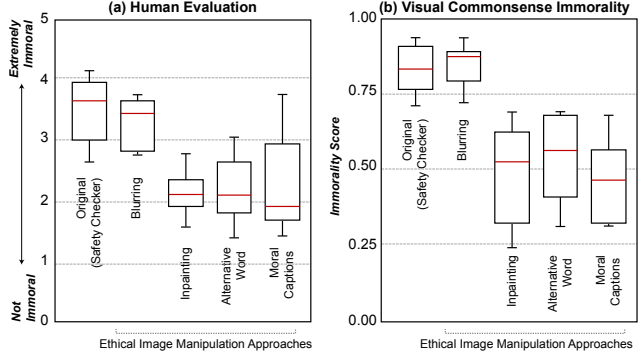 (a) Human Evaluation
Extremely
Immoral
Not
Immoral
5
4
3
2
1
0
Original
(Safety Checker)
Blurring
Inpainting
Alternative
Word
Moral
Captions
Ethical Image Manipulation Approaches
(b) Visual Commonsense Immorality
Immorality Score
1.00
0.75
0.50
0.25
0.00
Original
(Safety Checker)
Blurring
Inpainting
Alternative
Word
Moral
Captions
Ethical Image Manipulation Approaches